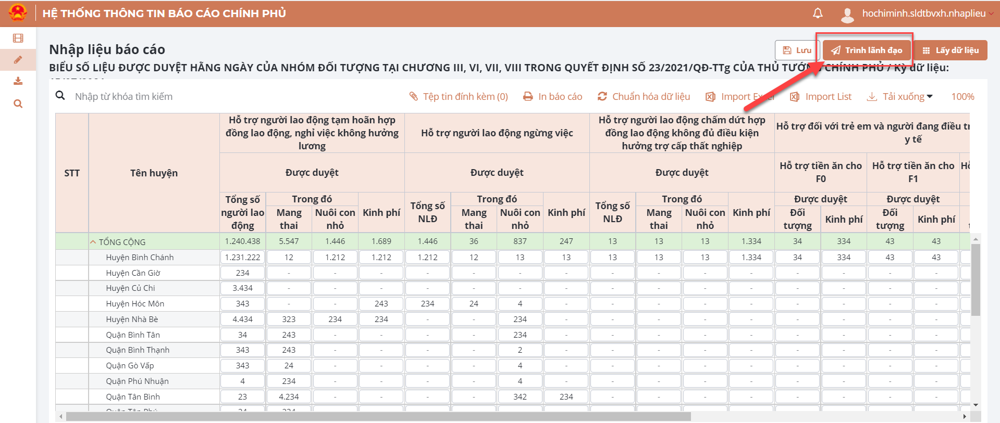 HỆ THỐNG THÔNG TIN BÁO CÁO CHÍNH PHỦ
hochiminh.sldtbvxh.nhaplieu
Nhập liệu báo cáo
Lưu
Trình lãnh đạo
Lấy dữ liệu
BIỂU SỐ LIỆU ĐƯỢC DUYỆT HẰNG NGÀY CỦA NHÓM ĐỐI TƯỢNG TẠI CHƯƠNG III, VI, VII, VIII TRONG QUYẾT ĐỊNH SỐ 23/2021/QĐ-TTg CỦA THỦ TƯỚNG CHÍNH PHỦ / Kỳ dữ liệu:
Nhập từ khóa tìm kiếm
Tệp tin đính kèm (0)
In báo cáo
Chuẩn hóa dữ liệu
Import Excel
Import List
Tải xuống
100%
STT
Tên huyện
Hỗ trợ người lao động tạm hoãn hợp
đồng lao động, nghỉ việc không hưởng
lương
Hỗ trợ người lao động ngừng việc
Hỗ trợ người lao động chấm dứt hợp
đồng lao động không đủ điều kiện
hưởng trợ cấp thất nghiệp
Hỗ trợ đối với trẻ em và người đang điều
y tế
Được duyệt
Được duyệt
Được duyệt
Hỗ trợ tiền ăn cho
F0
Hỗ trợ tiền ăn cho
F1
Tổng số
người lao
động
Trong đó
Mang
thai
Nuôi con
nhỏ
Kinh phí
Tổng số
NLĐ
Trong đó
Mang
thai
Nuôi con
nhỏ
Kinh phí
Tổng số
NLĐ
Trong đó
Mang
thai
Nuôi con
nhỏ
Kinh phí
Được duyệt
Đối
tượng
Kinh phí
Được duyệt
Đối
tượng
Kinh phí
TỔNG CỘNG 1.240.438 5.547 1.446 1.689 1.446 36 837 247 13 13 13 1.334 34 334 43 43
Huyện Bình Chánh 1.231.222 12 1.212 1.212 1.212 12 13 13 13 13 13 1.334 34 334 43 43
Huyện Cần Giờ 234 - - - - - - - - - - - - - - -
Huyện Củ Chi 3.434 - - - - - - - - - - - - - - -
Huyện Hóc Môn 343 - - 243 234 24 4 - - - - - - - - -
Huyện Nhà Bè 4.434 323 234 234 - - 234 - - - - - - - - -
Quận Bình Tân 34 243 - - - - 234 - - - - - - - - -
Quận Bình Thạnh 343 243 - - - - 2 - - - - - - - - -
Quận Gò Vấp 343 24 - - - - 4 - - - - - - - - -
Quận Phú Nhuận 4 234 - - - - 4 - - - - - - - - -
Quận Tân Bình 23 4.234 - - - - 342 234 - - - - - - - -